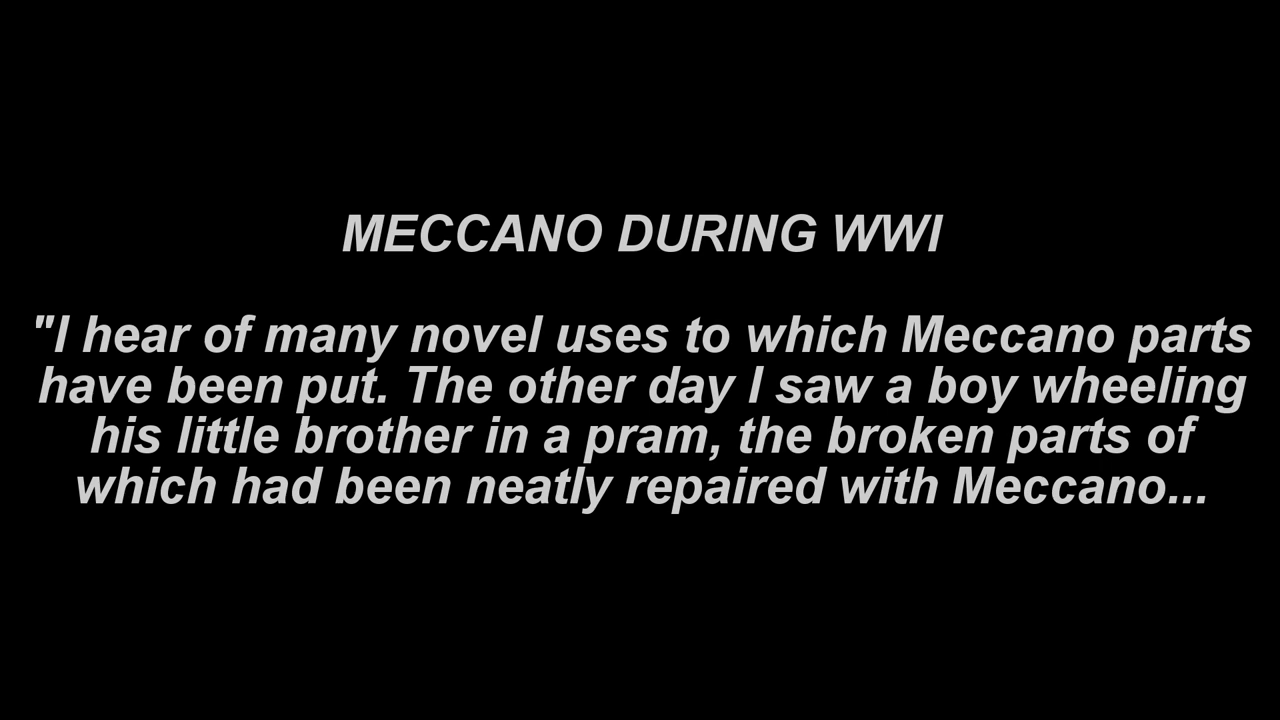 MECCANO DURING WWI
"I hear of many novel uses to which Meccano parts
have been put. The other day I saw a boy wheeling
his little brother in a pram, the broken parts of
which had been neatly repaired with Meccano...